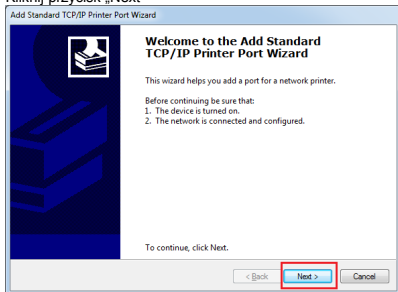 Kliknij przycisk „Next”
Add Standard TCP/IP Printer Port Wizard
Welcome to the Add Standard
TCP/IP Printer Port Wizard
This wizard helps you add a port for a network printer.
Before continuing be sure that:
1. The device is turned on.
2. The network is connected and configured.
To continue, click Next.
< Back
Next >
Cancel